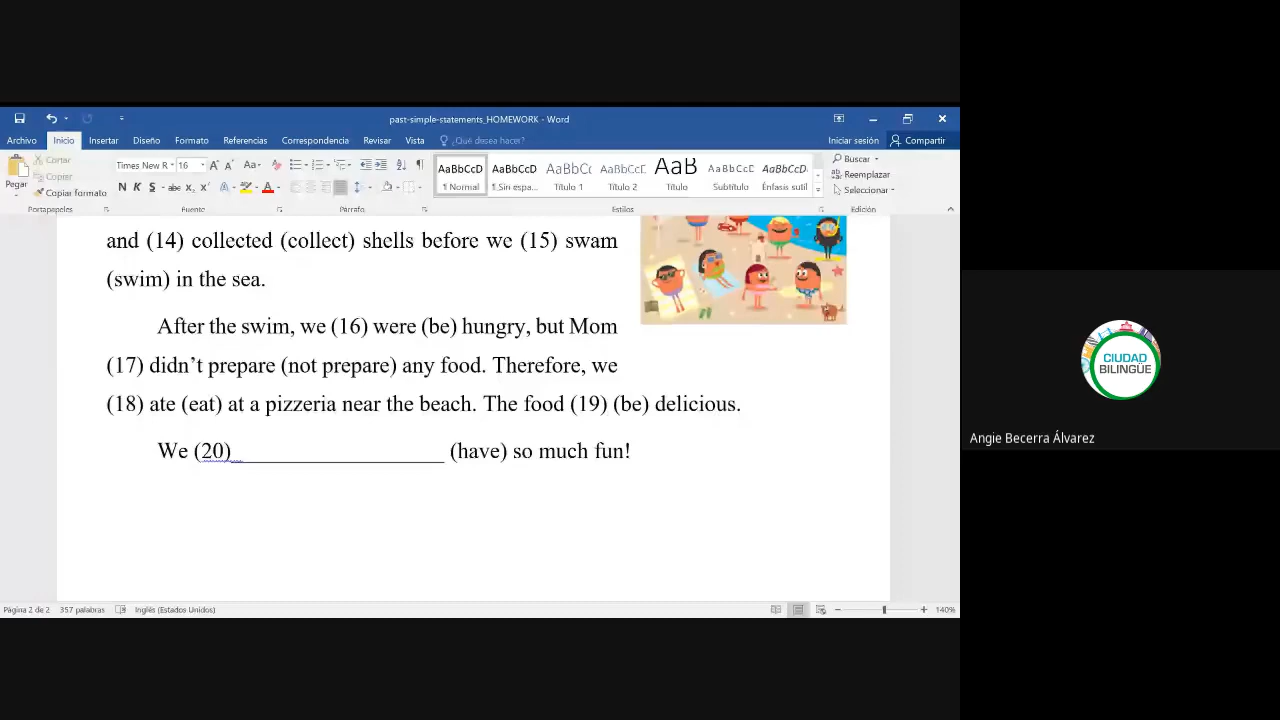 past-simple-statements_HOMEWORK - Word
Archivo Inicio Insertar Diseño Formato Referencias Correspondencia Revisar Vista ¿Qué desea hacer? Iniciar sesión Compartir
Pegar
Cortar
Copiar
Copiar formato
Portapapeles
Times New R 16
N K S abc x x
Fuente
Párrafo
AaBbCcD AaBbCcD AaBbCc AaBbCcC AaB AaBbCcC AaBbCcD
¶ Normal ¶ Sin espa... Título 1 Título 2 Título Subtítulo Énfasis sutil
Estilos
Buscar
Reemplazar
Seleccionar
Edición
and (14) collected (collect) shells before we (15) swam
(swim) in the sea.
After the swim, we (16) were (be) hungry, but Mom
(17) didn’t prepare (not prepare) any food. Therefore, we
(18) ate (eat) at a pizzeria near the beach. The food (19) (be) delicious.
We (20)______________________ (have) so much fun!
Página 2 de 2 357 palabras Inglés (Estados Unidos) 140%
CIUDAD
BILINGÜE
Angie Becerra Álvarez